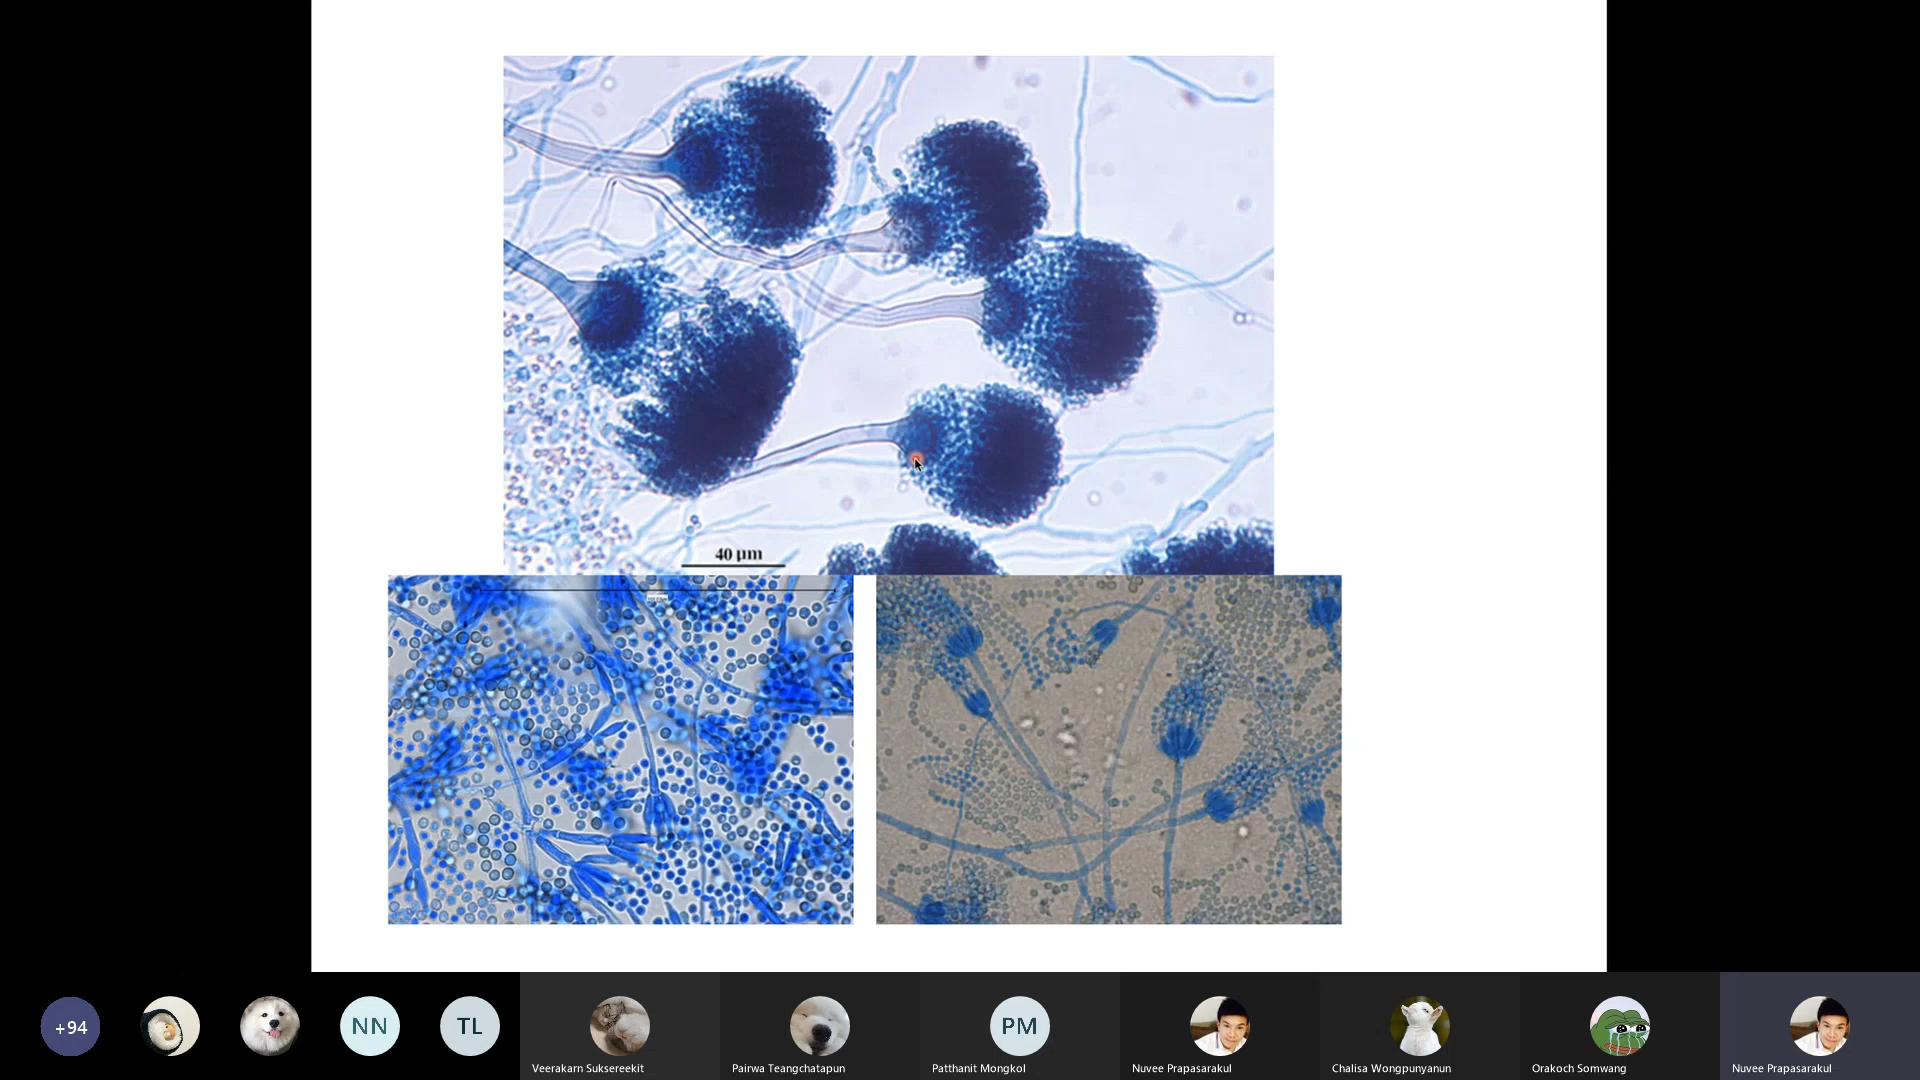 40 µm
+94
NN
TL
Veerakarn Suksereekit
Pairwa Teangchatapun
PM
Patthanit Mongkol
Nuvee Prapasarakul
Chalisa Wongpunyanun
Orakoch Somwang
Nuvee Prapasarakul